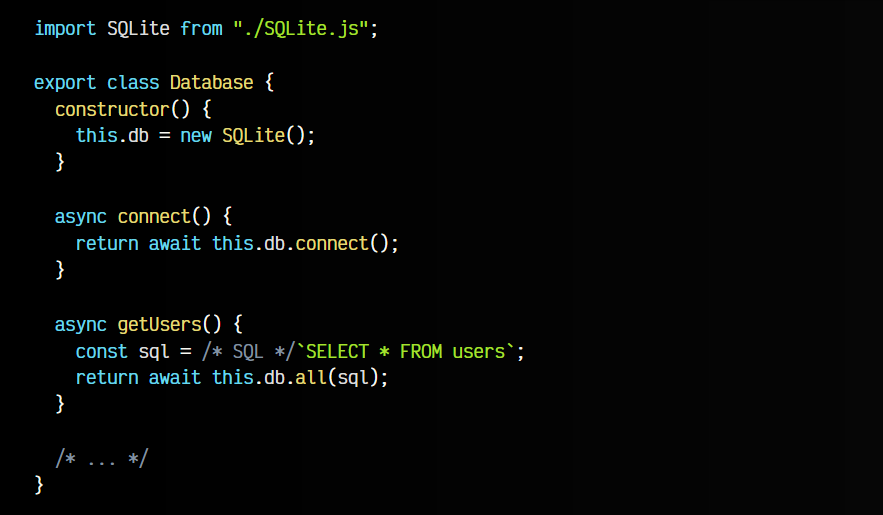 import SQLite from "./SQLite.js";

export class Database {
  constructor() {
    this.db = new SQLite();
  }

  async connect() {
    return await this.db.connect();
  }

  async getUsers() {
    const sql = /* SQL */`SELECT * FROM users`;
    return await this.db.all(sql);
  }

  /* ... */
}